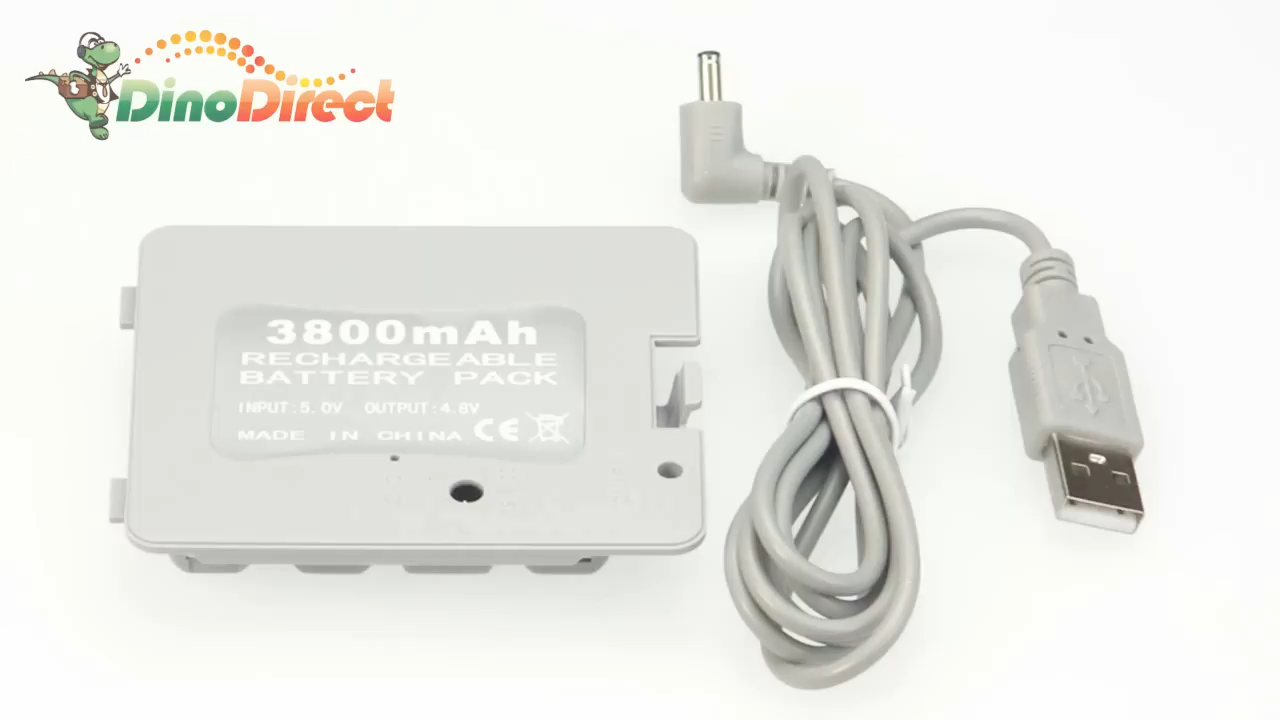 DinoDirect
3800mAh
RECHARGEABLE
BATTERY PACK
INPUT:5.0V OUTPUT:4.8V
MADE IN CHINA CE